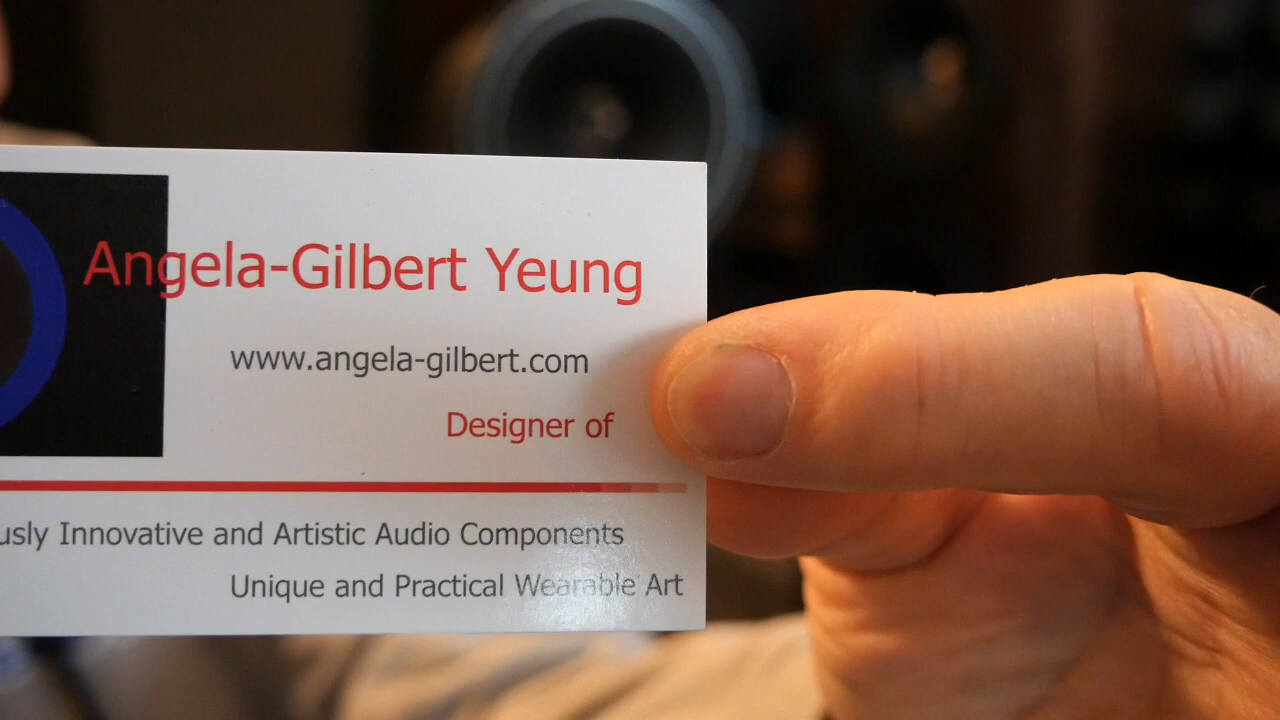 Angela-Gilbert Yeung
www.angela-gilbert.com
Designer of
Innovative and Artistic Audio Components
Unique and Practical Wearable Art